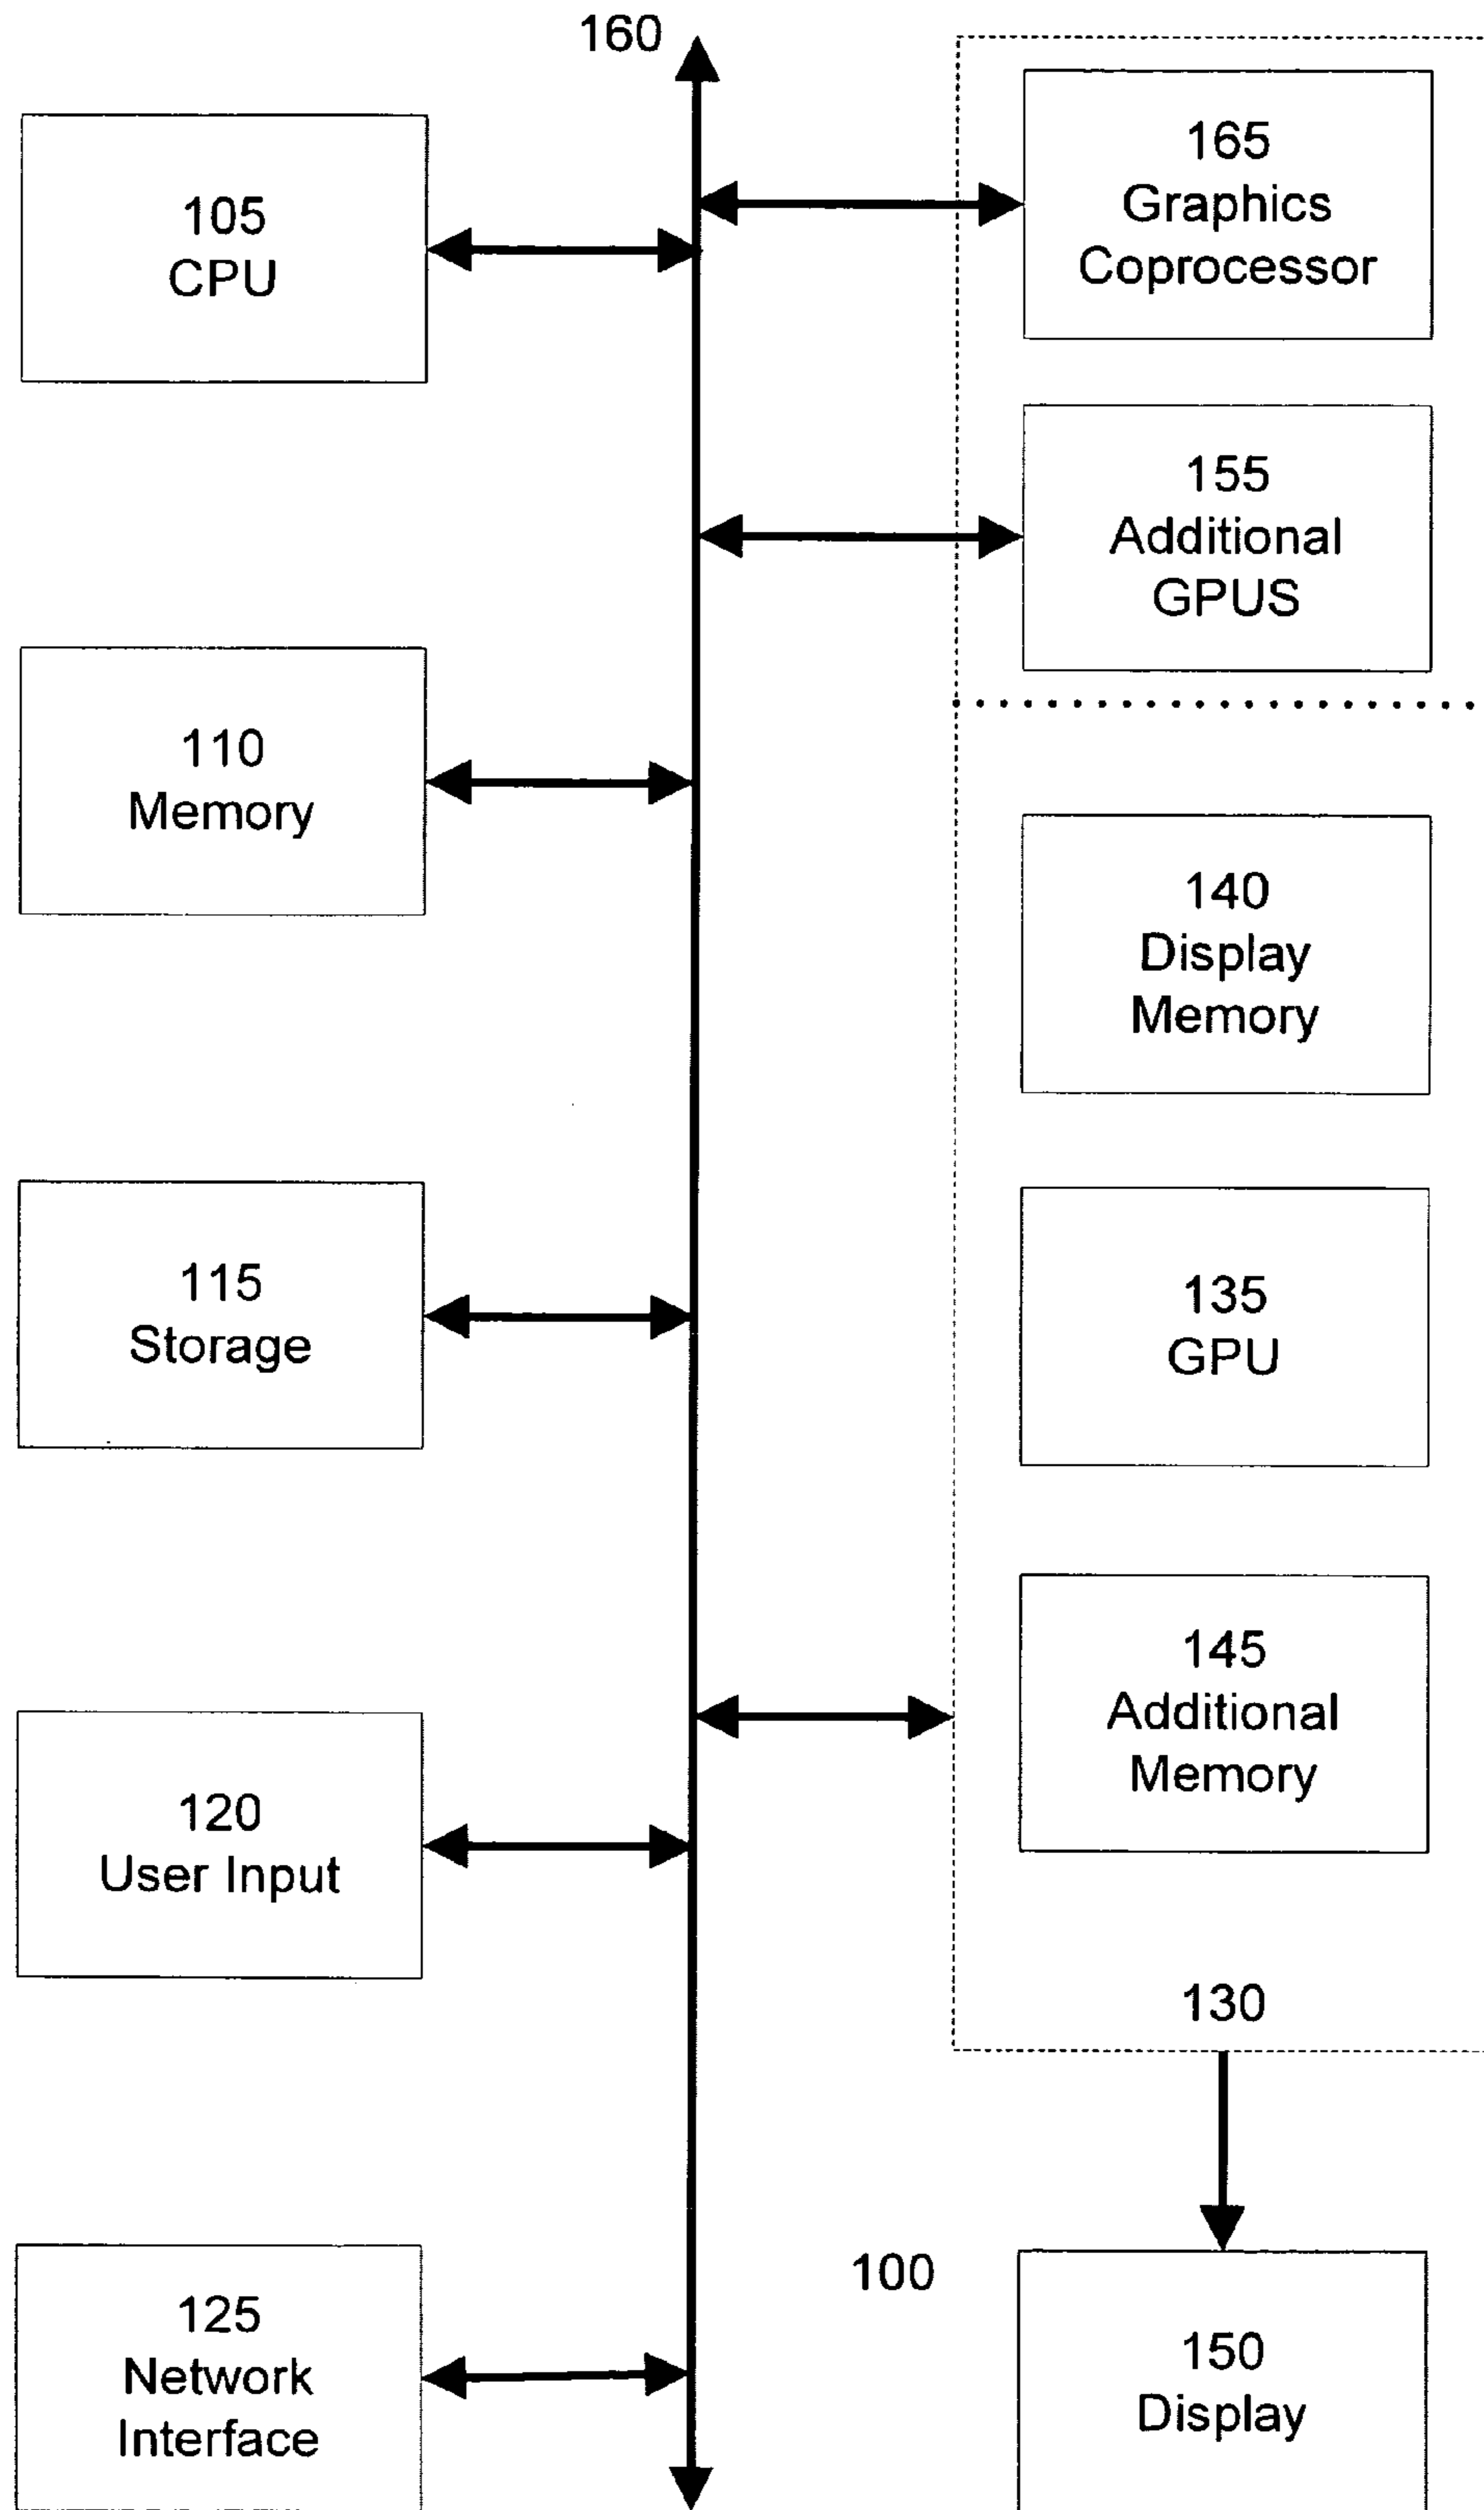 160
105
CPU
110
Memory
115
Storage
120
User Input
125
Network
Interface
165
Graphics
Coprocessor
155
Additional
GPUS
140
Display
Memory
135
GPU
145
Additional
Memory
130
100
150
Display